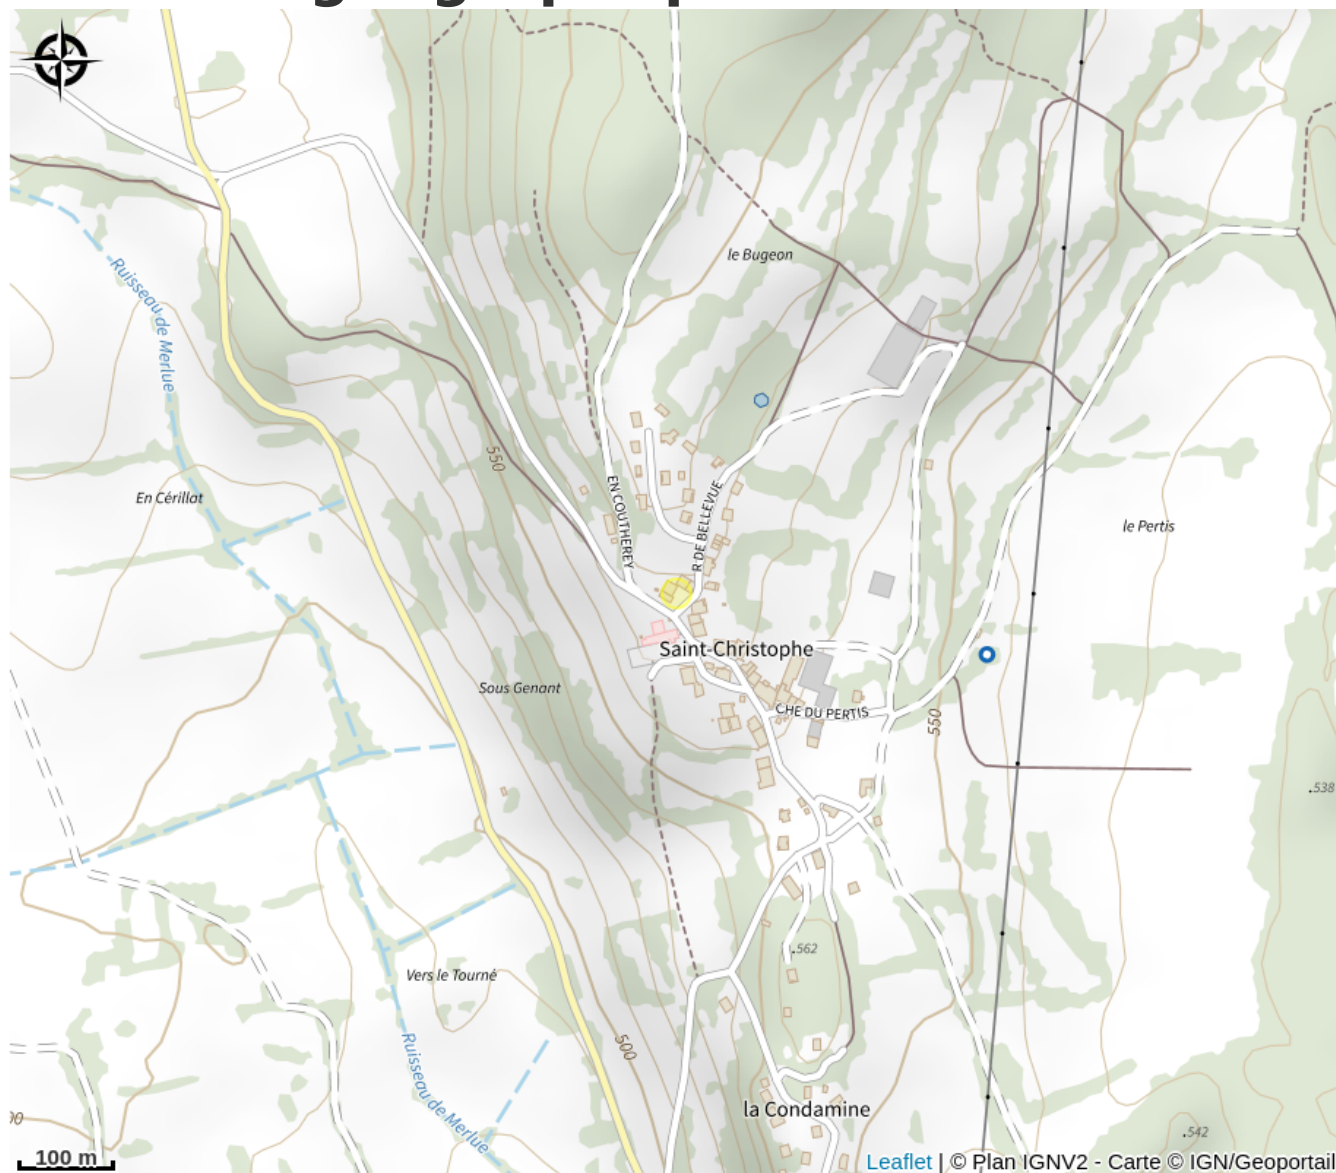 le Bugeon
Ruisseau de Merlue
550
En Cérillat
EN COUTHEREY
R DE BELLEVUE
le Pertis
Saint-Christophe
Sous Genant
CHE DU PERTIS
550
.538
.562
Vers le Tourné
500
Ruisseau de Merlue
la Condamine
.542
100 m
Leaflet | © Plan IGNV2 - Carte © IGN/Geoportail